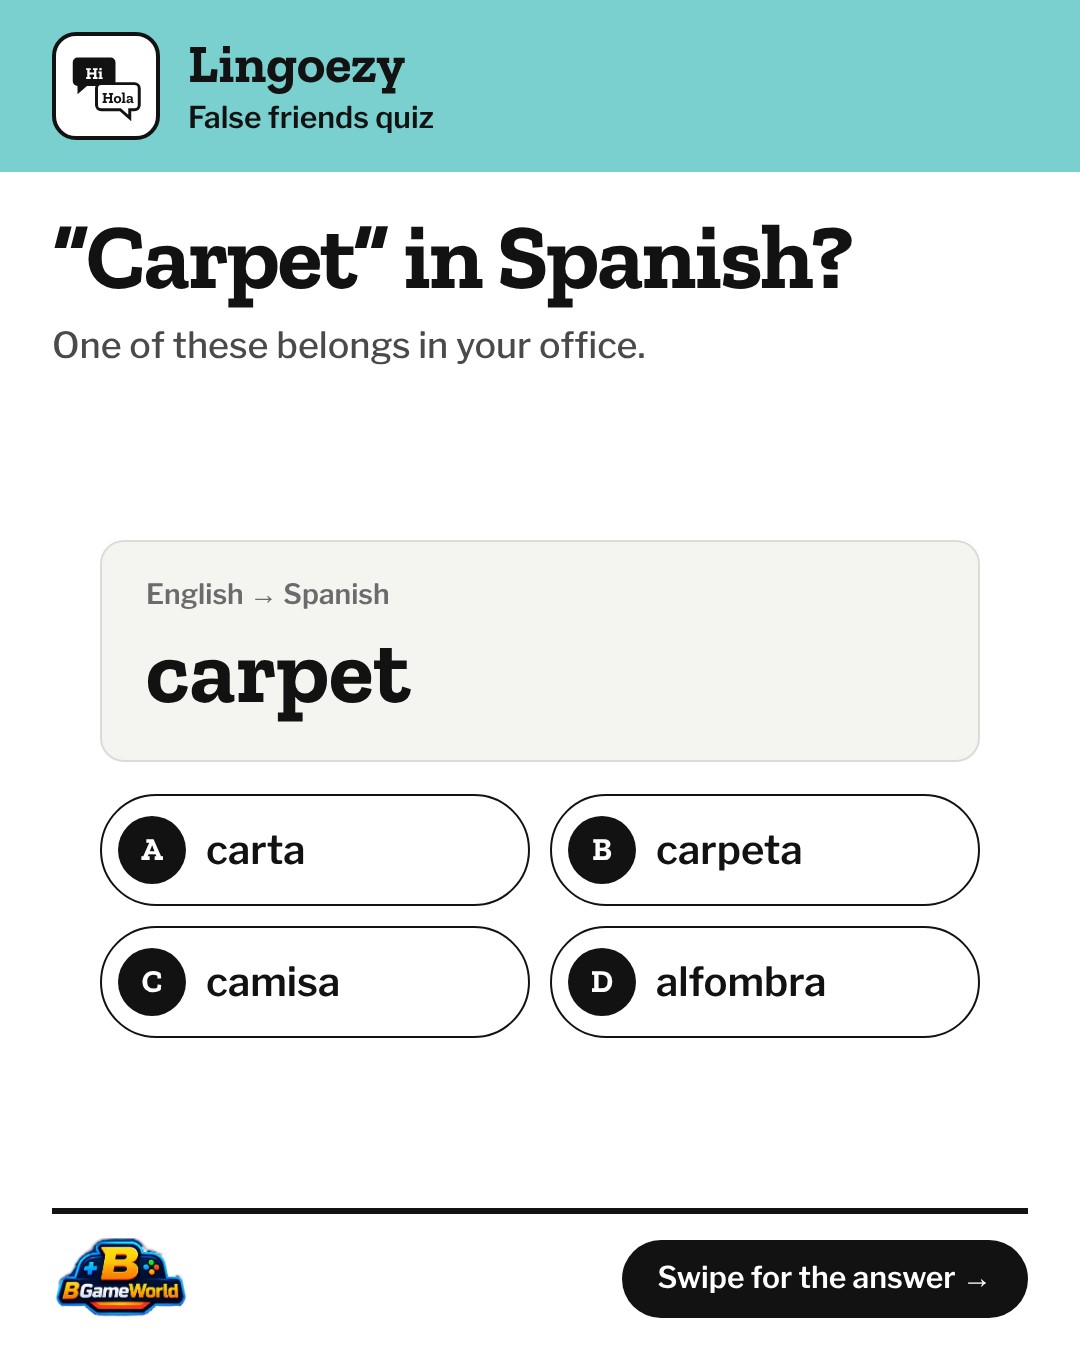 Hi
Hola
Lingoezy
False friends quiz
"Carpet" in Spanish?
One of these belongs in your office.
English → Spanish
carpet
A carta
B carpeta
C camisa
D alfombra
B
BGameWorld
Swipe for the answer →